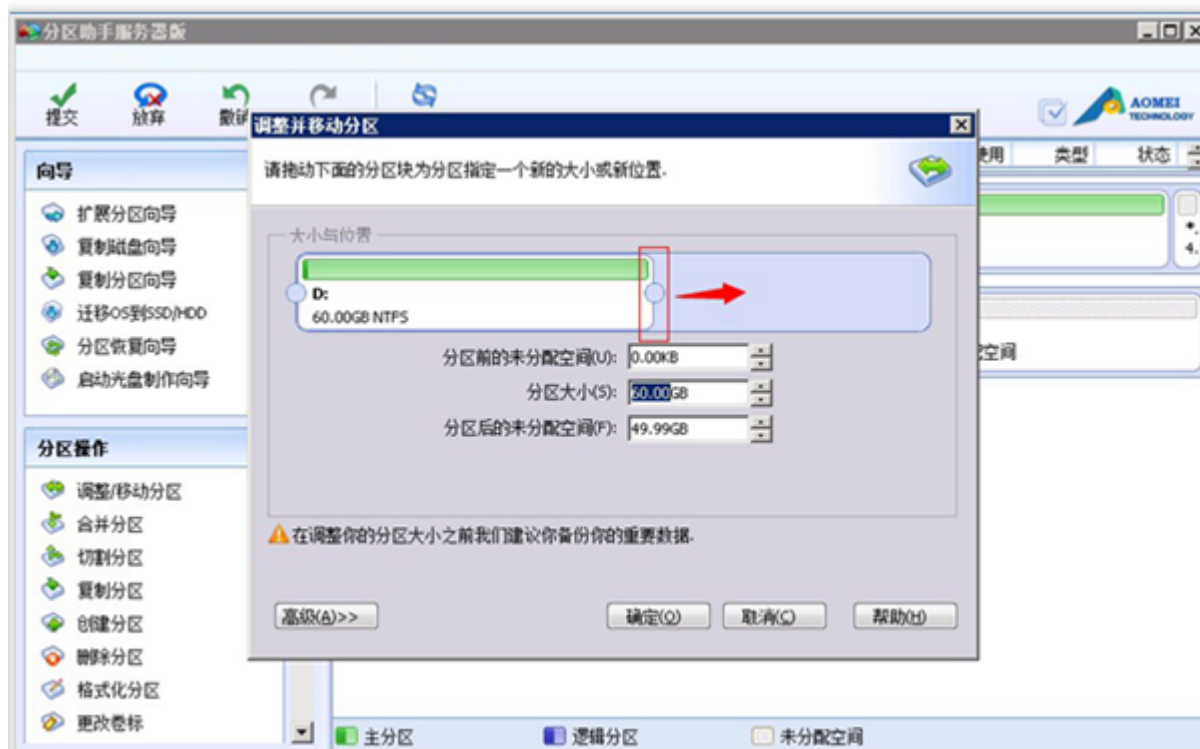 分区助手服务器版
提交
放弃
撤销
AOMEI
TECHNOLOGY
调整并移动分区
请拖动下面的分区块为分区指定一个新的大小或新位置.
使用
类型
状态
向导
扩展分区向导
复制磁盘向导
复制分区向导
迁移OS到SSD/HDD
分区恢复向导
启动光盘制作向导
大小与位置
D:
60.00GB NTFS
分区前的未分配空间(U): 0.00KB
分区大小(S): 60.00GB
分区后的未分配空间(F): 49.99GB
*.
4.
空间
分区操作
调整/移动分区
合并分区
切割分区
复制分区
创建分区
删除分区
格式化分区
更改卷标
在调整你的分区大小之前我们建议你备份你的重要数据.
高级(A)>>
确定(O)
取消(C)
帮助(H)
主分区
逻辑分区
未分配空间